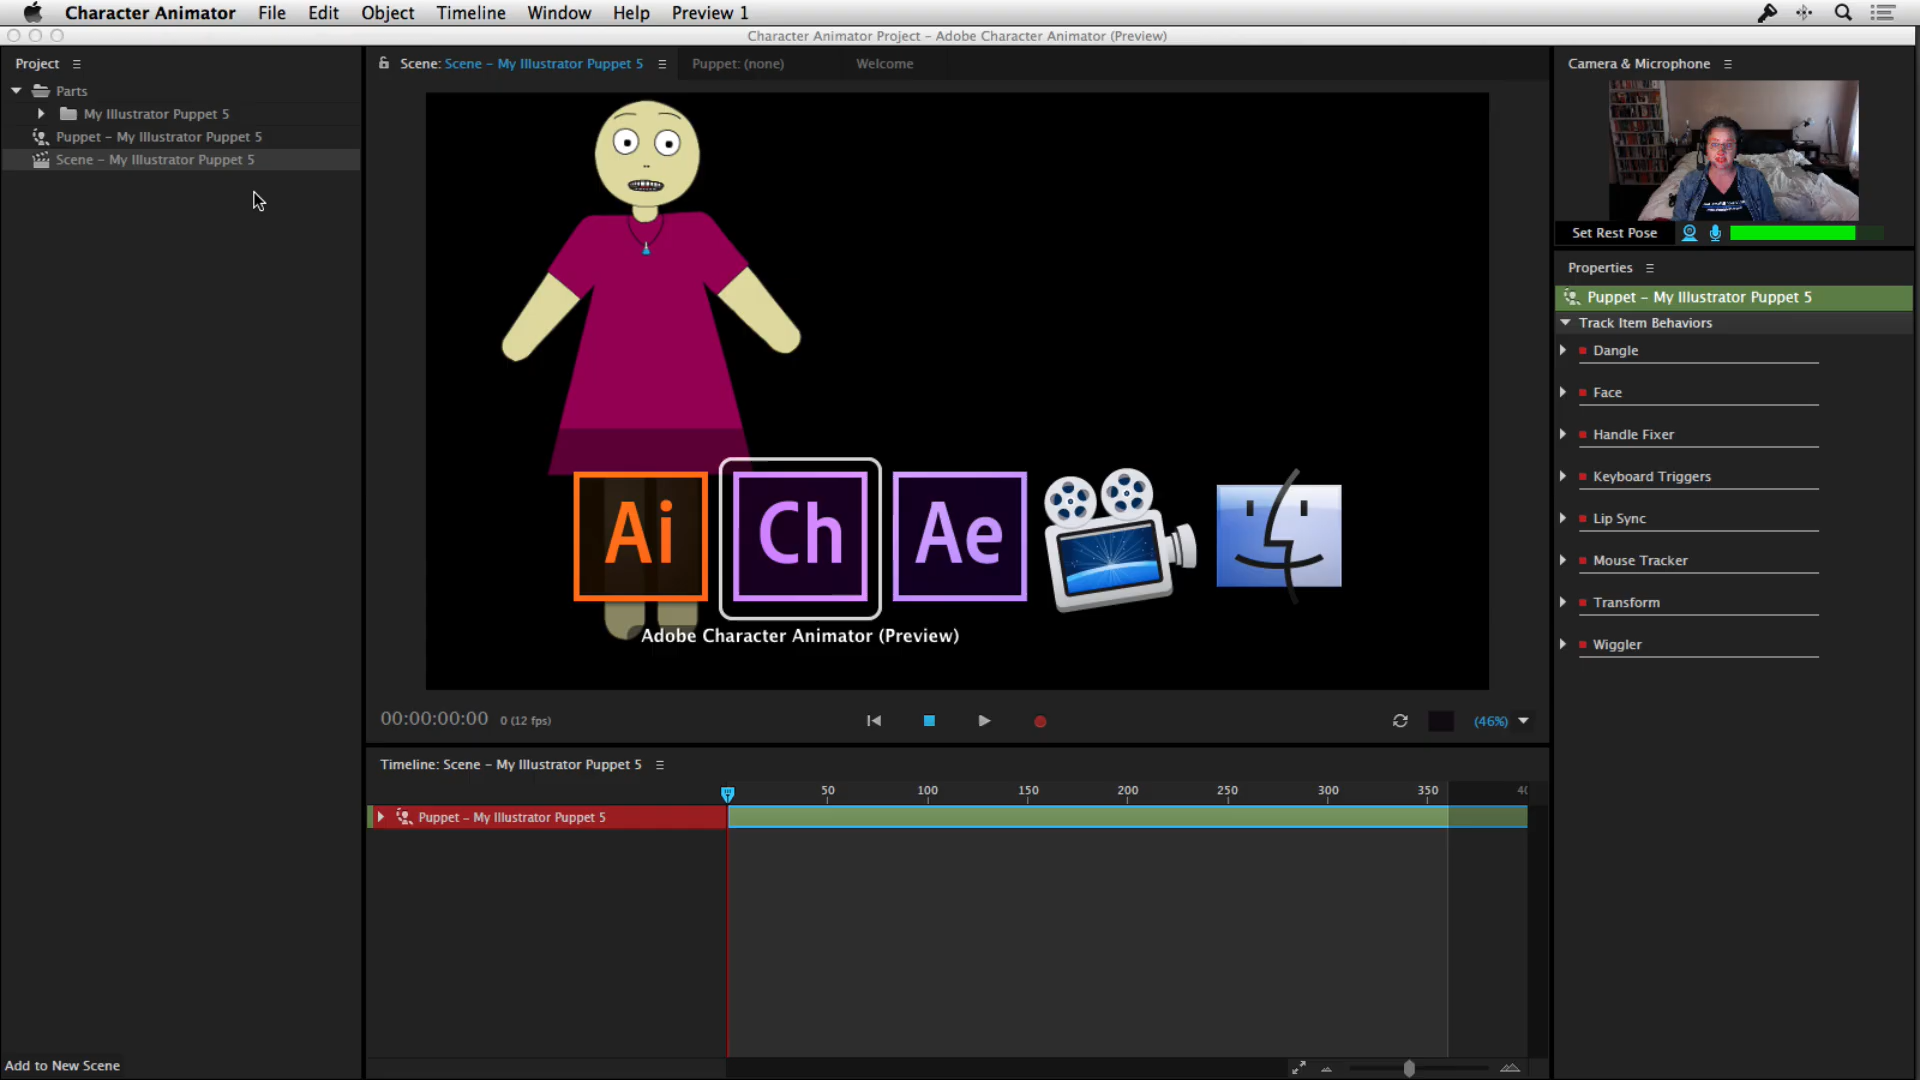 Character Animator File Edit Object Timeline Window Help Preview 1
Character Animator Project – Adobe Character Animator (Preview)
Project
Parts
My Illustrator Puppet 5
Puppet – My Illustrator Puppet 5
Scene – My Illustrator Puppet 5
Scene: Scene – My Illustrator Puppet 5 Puppet: (none) Welcome
Camera & Microphone
Set Rest Pose
Properties
Puppet – My Illustrator Puppet 5
Track Item Behaviors
Dangle
Face
Handle Fixer
Keyboard Triggers
Lip Sync
Mouse Tracker
Transform
Wiggler
Ai Ch Ae
Adobe Character Animator (Preview)
00:00:00:00 0 (12 fps) (46%)
Timeline: Scene – My Illustrator Puppet 5
50 100 150 200 250 300 350
Puppet – My Illustrator Puppet 5
Add to New Scene